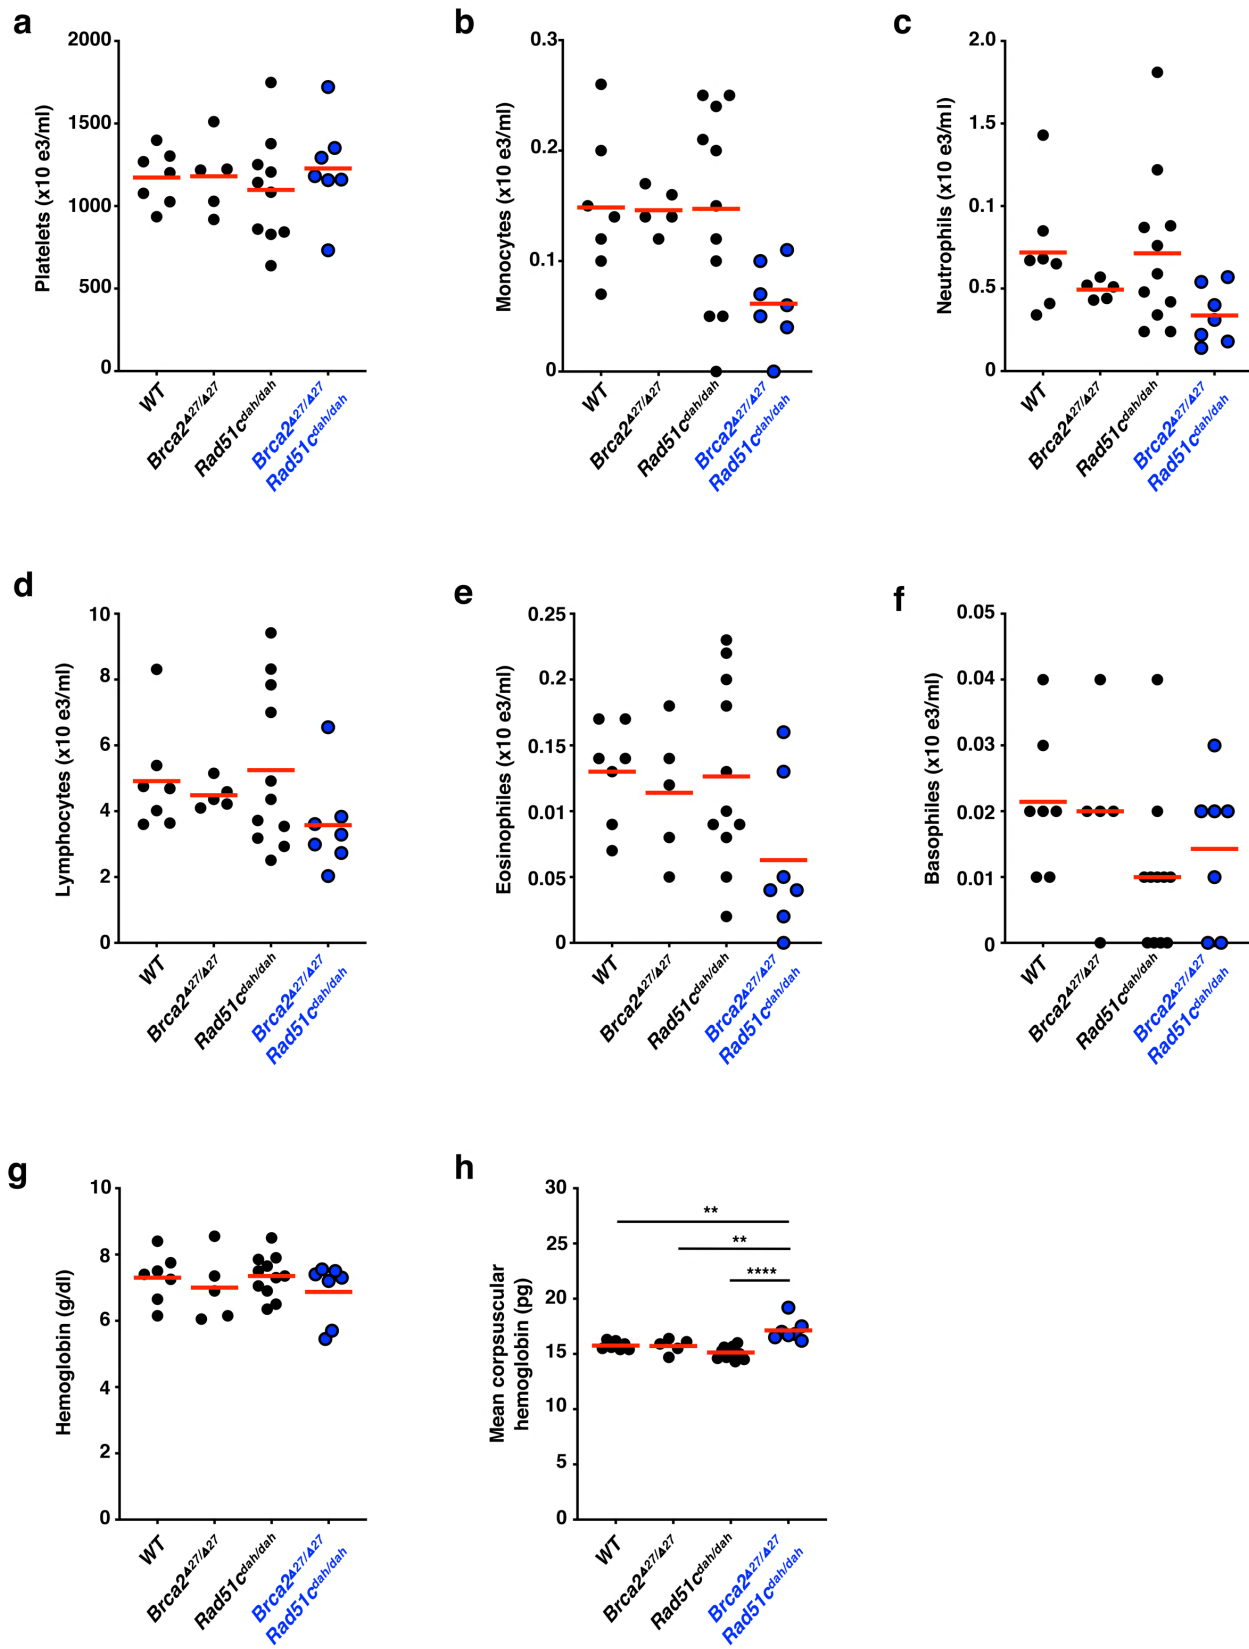 a
Platelets (x10 e3/ml)
2000
1500
1000
500
0
WT
Brca2Δ27/Δ27
Rad51cdah/dah
Brca2Δ27/Δ27
Rad51cdah/dah
b
Monocytes (x10 e3/ml)
0.3
0.2
0.1
0
WT
Brca2Δ27/Δ27
Rad51cdah/dah
Brca2Δ27/Δ27
Rad51cdah/dah
c
Neutrophils (x10 e3/ml)
2.0
1.5
0.1
0.5
0
WT
Brca2Δ27/Δ27
Rad51cdah/dah
Brca2Δ27/Δ27
Rad51cdah/dah
d
Lymphocytes (x10 e3/ml)
10
8
6
4
2
0
WT
Brca2Δ27/Δ27
Rad51cdah/dah
Brca2Δ27/Δ27
Rad51cdah/dah
e
Eosinophiles (x10 e3/ml)
0.25
0.2
0.15
0.01
0.05
0
WT
Brca2Δ27/Δ27
Rad51cdah/dah
Brca2Δ27/Δ27
Rad51cdah/dah
f
Basophiles (x10 e3/ml)
0.05
0.04
0.03
0.02
0.01
0
WT
Brca2Δ27/Δ27
Rad51cdah/dah
Brca2Δ27/Δ27
Rad51cdah/dah
g
Hemoglobin (g/dl)
10
8
6
4
2
0
WT
Brca2Δ27/Δ27
Rad51cdah/dah
Brca2Δ27/Δ27
Rad51cdah/dah
h
Mean corpsuscular
hemoglobin (pg)
30
25
20
15
10
5
0
**
**
****
WT
Brca2Δ27/Δ27
Rad51cdah/dah
Brca2Δ27/Δ27
Rad51cdah/dah